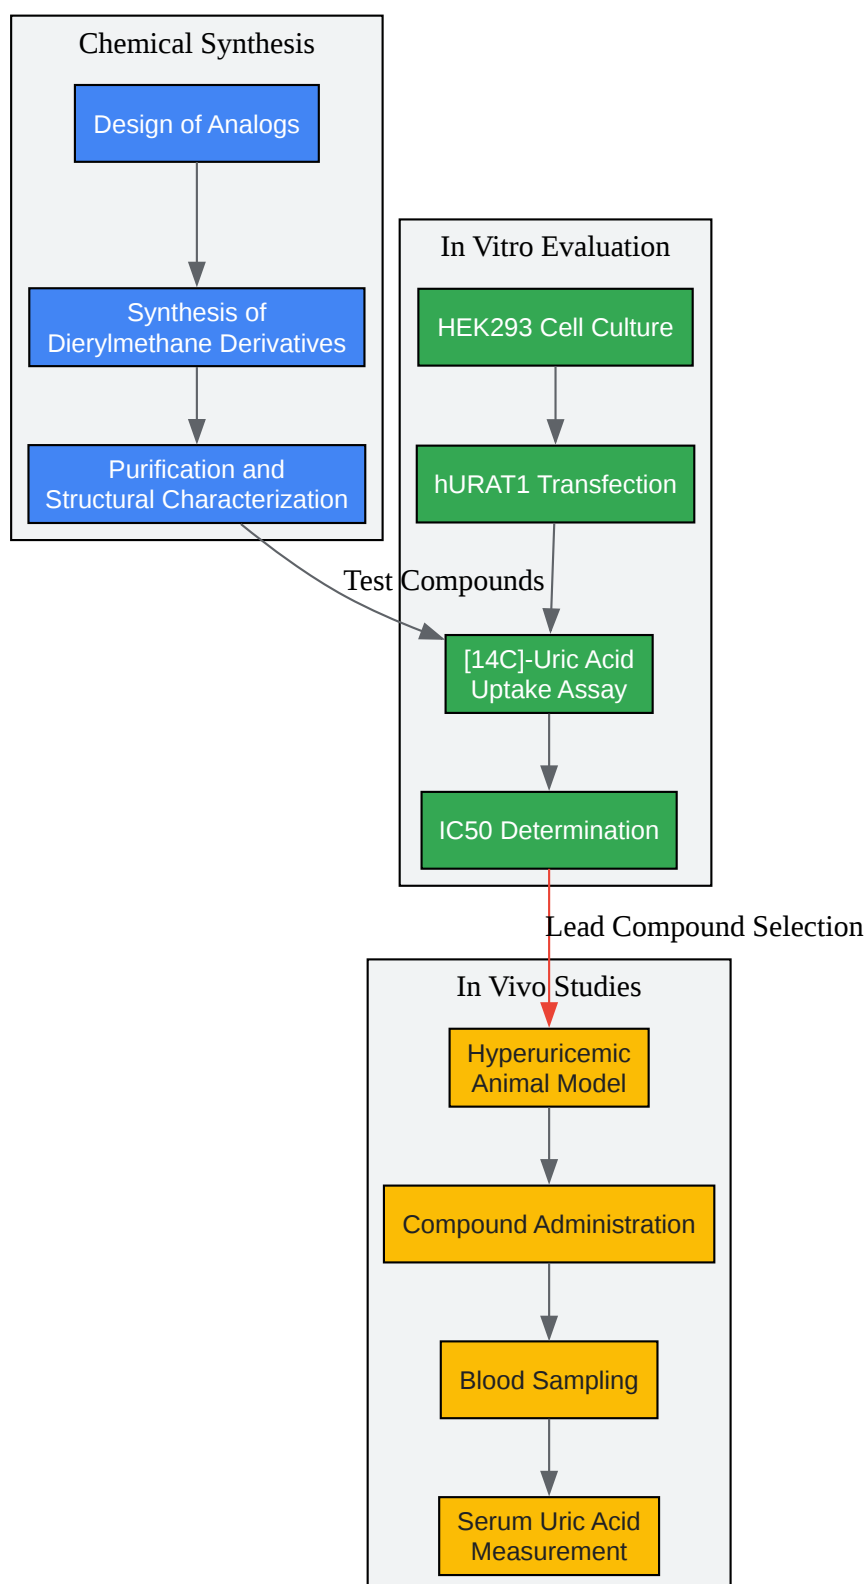 Chemical Synthesis
Design of Analogs
Synthesis of
Dierylmethane Derivatives
Purification and
Structural Characterization
Test Compounds
In Vitro Evaluation
HEK293 Cell Culture
hURAT1 Transfection
[14C]-Uric Acid
Uptake Assay
IC50 Determination
Lead Compound Selection
In Vivo Studies
Hyperuricemic
Animal Model
Compound Administration
Blood Sampling
Serum Uric Acid
Measurement